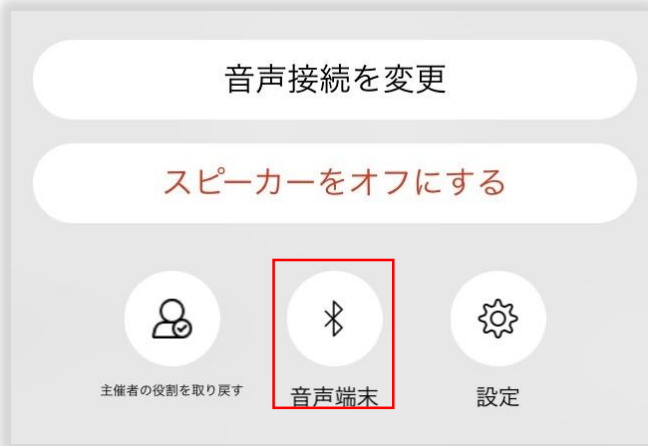 音声接続を変更
スピーカーをオフにする
主催者の役割を取り戻す
音声端末
設定